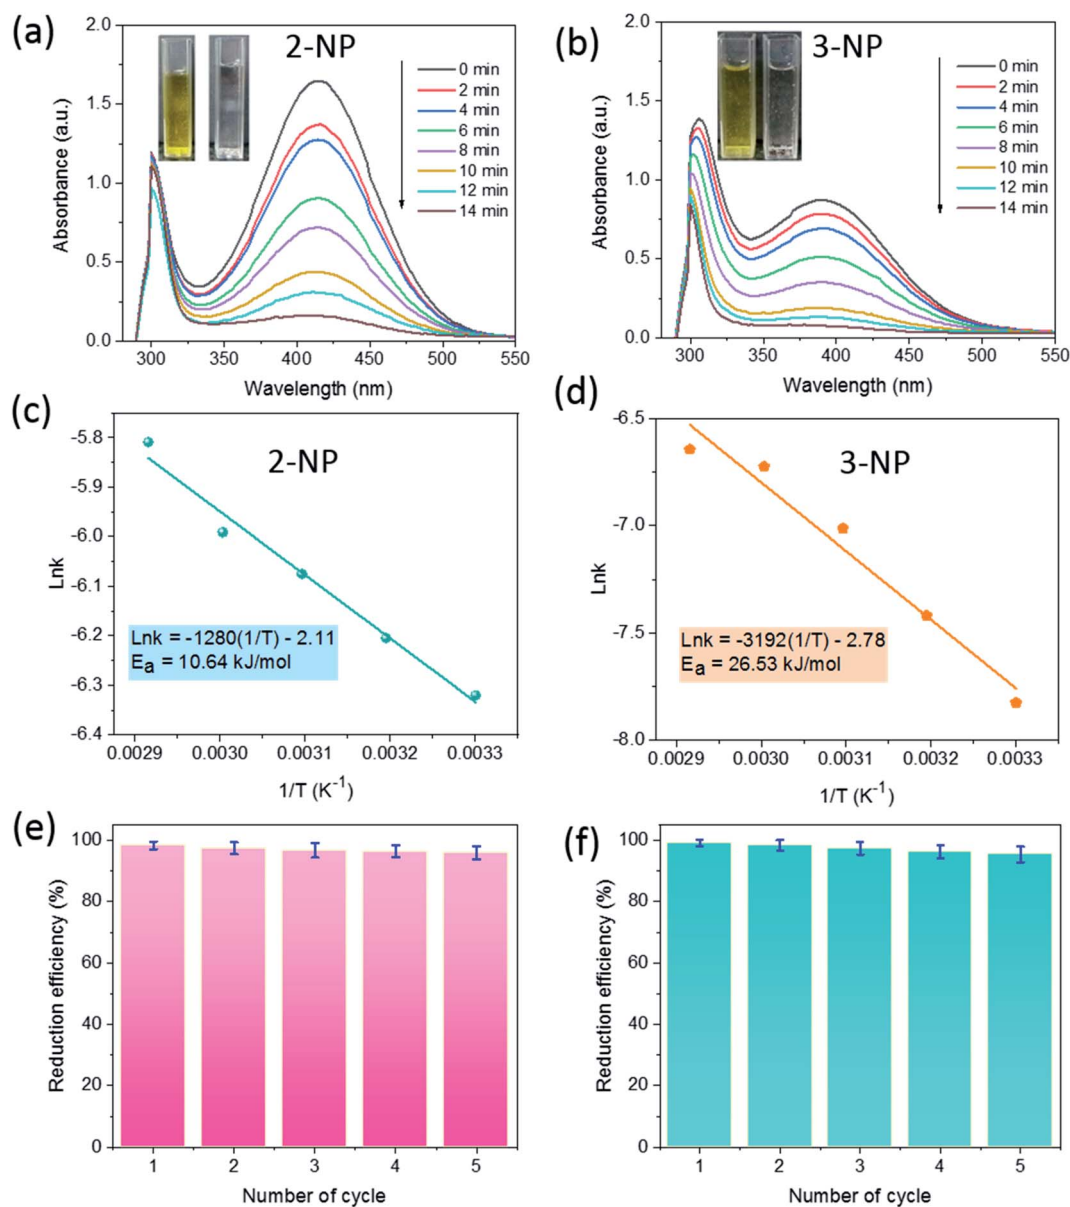 (a)
2-NP
2.0
1.5
1.0
0.5
0.0
Absorbance (a.u.)
0 min
2 min
4 min
6 min
8 min
10 min
12 min
14 min
300 350 400 450 500 550
Wavelength (nm)
(b)
3-NP
2.0
1.5
1.0
0.5
0.0
Absorbance (a.u.)
0 min
2 min
4 min
6 min
8 min
10 min
12 min
14 min
300 350 400 450 500 550
Wavelength (nm)
(c)
2-NP
-5.8
-5.9
-6.0
-6.1
-6.2
-6.3
-6.4
Lnk
Lnk = -1280(1/T) - 2.11
Ea = 10.64 kJ/mol
0.0029 0.0030 0.0031 0.0032 0.0033
1/T (K-1)
(d)
3-NP
-6.5
-7.0
-7.5
-8.0
Lnk
Lnk = -3192(1/T) - 2.78
Ea = 26.53 kJ/mol
0.0029 0.0030 0.0031 0.0032 0.0033
1/T (K-1)
(e)
100
80
60
40
20
0
Reduction efficiency (%)
1 2 3 4 5
Number of cycle
(f)
100
80
60
40
20
0
Reduction efficiency (%)
1 2 3 4 5
Number of cycle